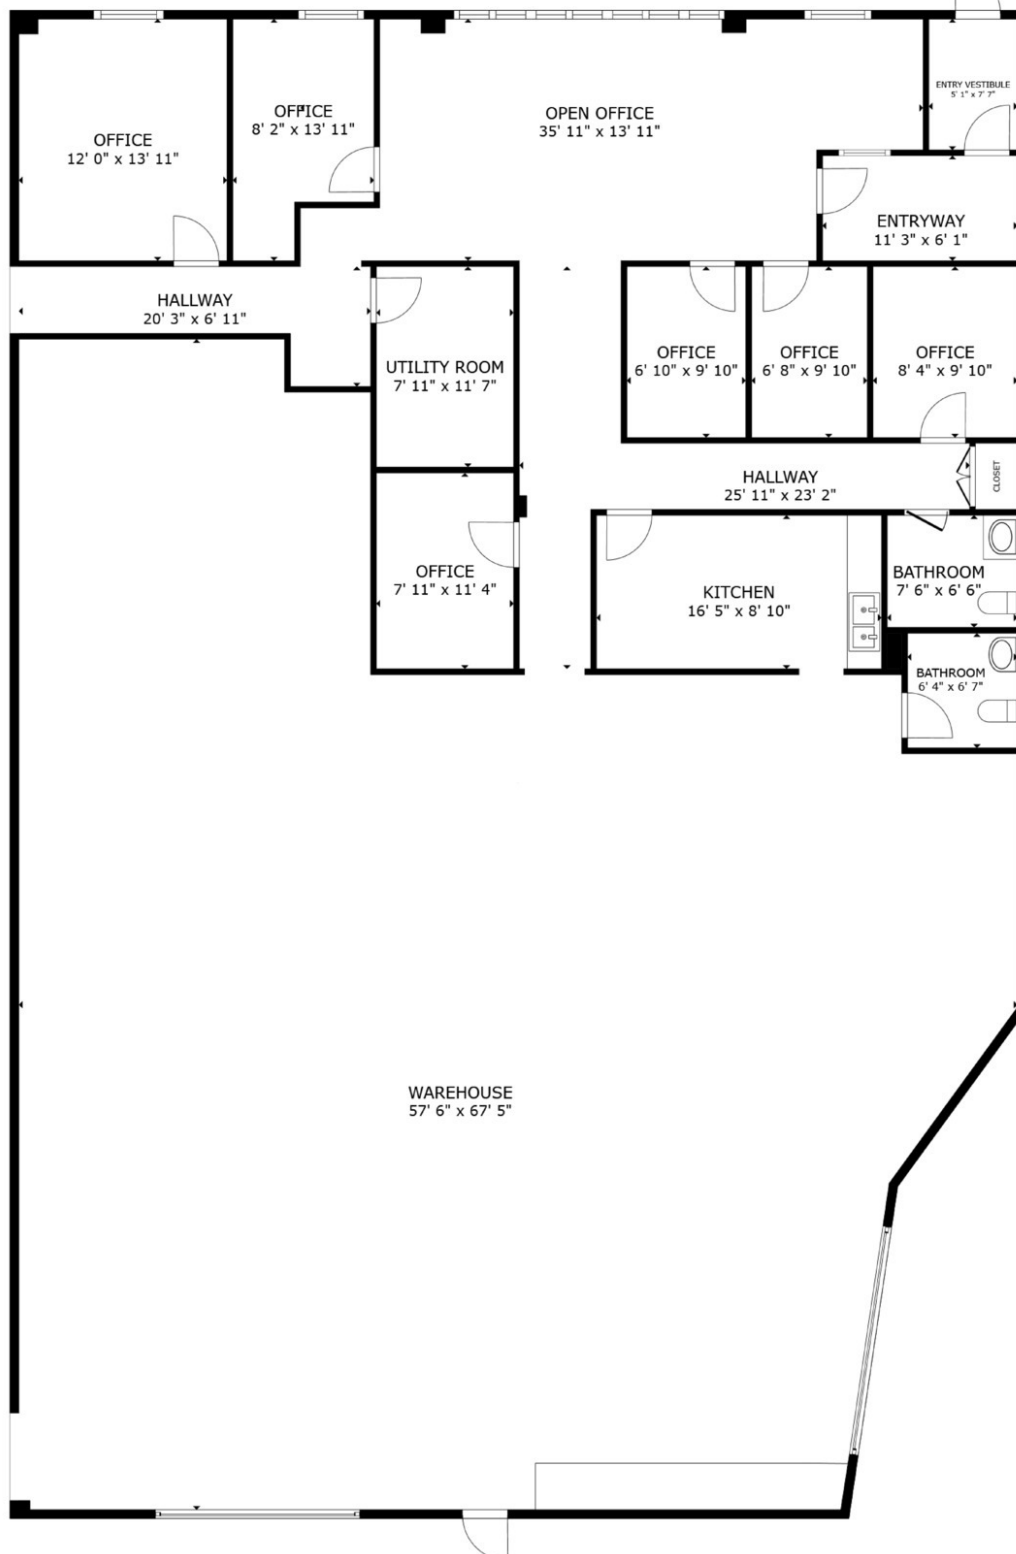 ENTRY VESTIBULE
5' 1" x 7' 7"
OFFICE
8' 2" x 13' 11"
OPEN OFFICE
35' 11" x 13' 11"
OFFICE
12' 0" x 13' 11"
ENTRYWAY
11' 3" x 6' 1"
HALLWAY
20' 3" x 6' 11"
UTILITY ROOM
7' 11" x 11' 7"
OFFICE
6' 10" x 9' 10"
OFFICE
6' 8" x 9' 10"
OFFICE
8' 4" x 9' 10"
HALLWAY
25' 11" x 23' 2"
CLOSET
OFFICE
7' 11" x 11' 4"
KITCHEN
16' 5" x 8' 10"
BATHROOM
7' 6" x 6' 6"
BATHROOM
6' 4" x 6' 7"
WAREHOUSE
57' 6" x 67' 5"